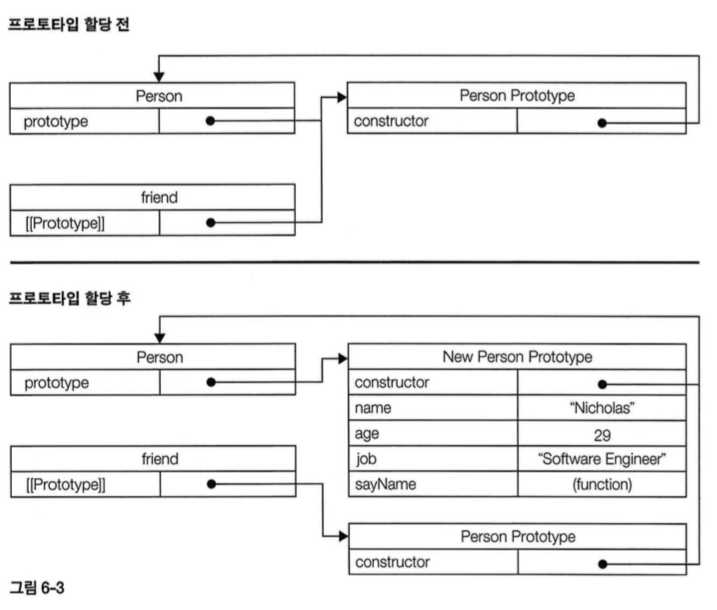 프로토타입 할당 전
Person
prototype
Person Prototype
constructor
friend
[[Prototype]]
프로토타입 할당 후
Person
prototype
New Person Prototype
constructor
name “Nicholas”
age 29
job “Software Engineer”
sayName (function)
friend
[[Prototype]]
Person Prototype
constructor
그림 6-3